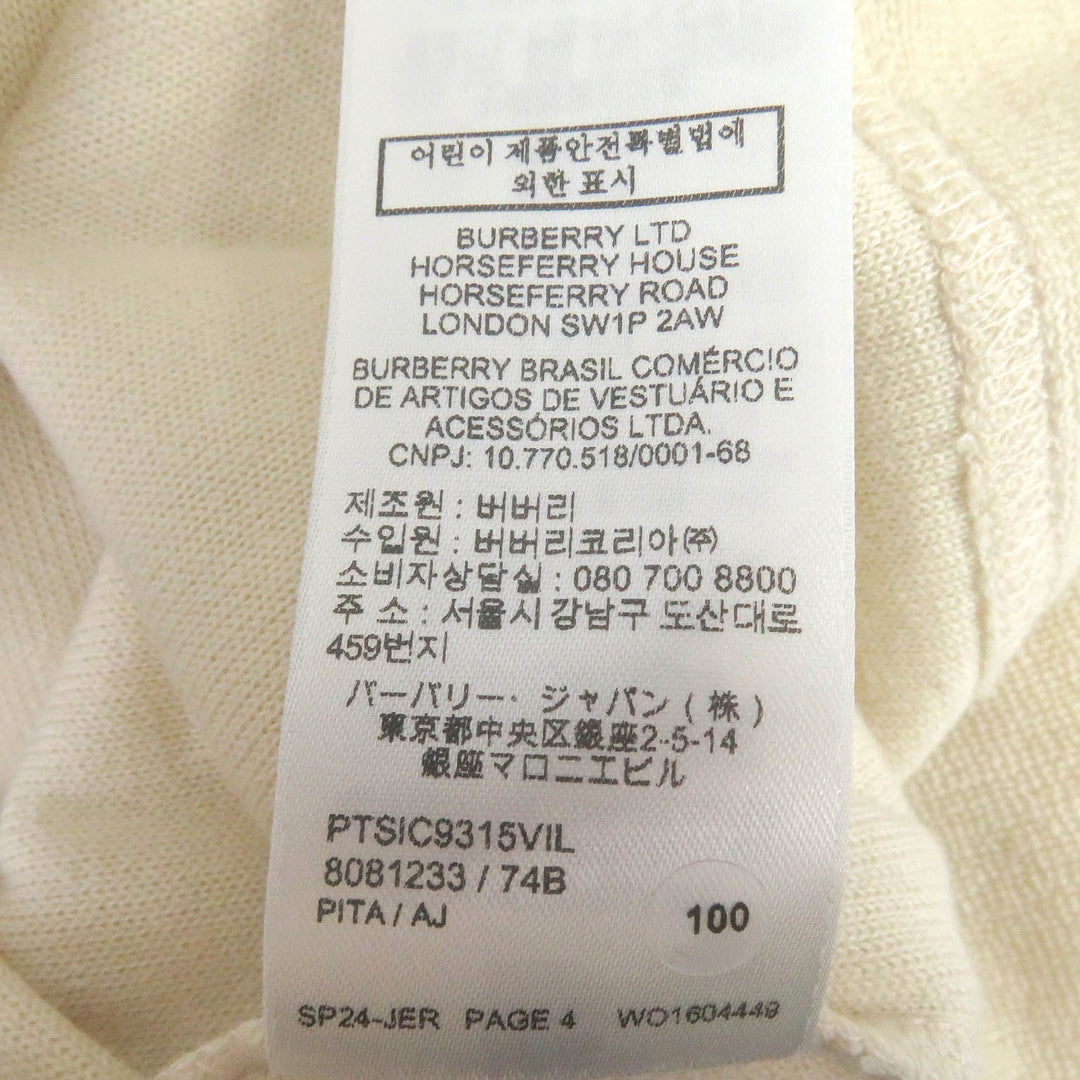 어린이 제품안전특별법에
의한 표시
BURBERRY LTD
HORSEFERRY HOUSE
HORSEFERRY ROAD
LONDON SW1P 2AW
BURBERRY BRASIL COMÉRCIO
DE ARTIGOS DE VESTUÁRIO E
ACESSÓRIOS LTDA.
CNPJ: 10.770.518/0001-68
제조원 : 버버리
수입원 : 버버리코리아㈜
소비자상담실 : 080 700 8800
주 소 : 서울시 강남구 도산대로
459번지
バーバリー・ジャパン ( 株 )
東京都中央区銀座2-5-14
銀座マロニエビル
PTSIC9315VIL
8081233 / 74B
PITA / AJ 100
SP24-JER PAGE 4 WO1604449